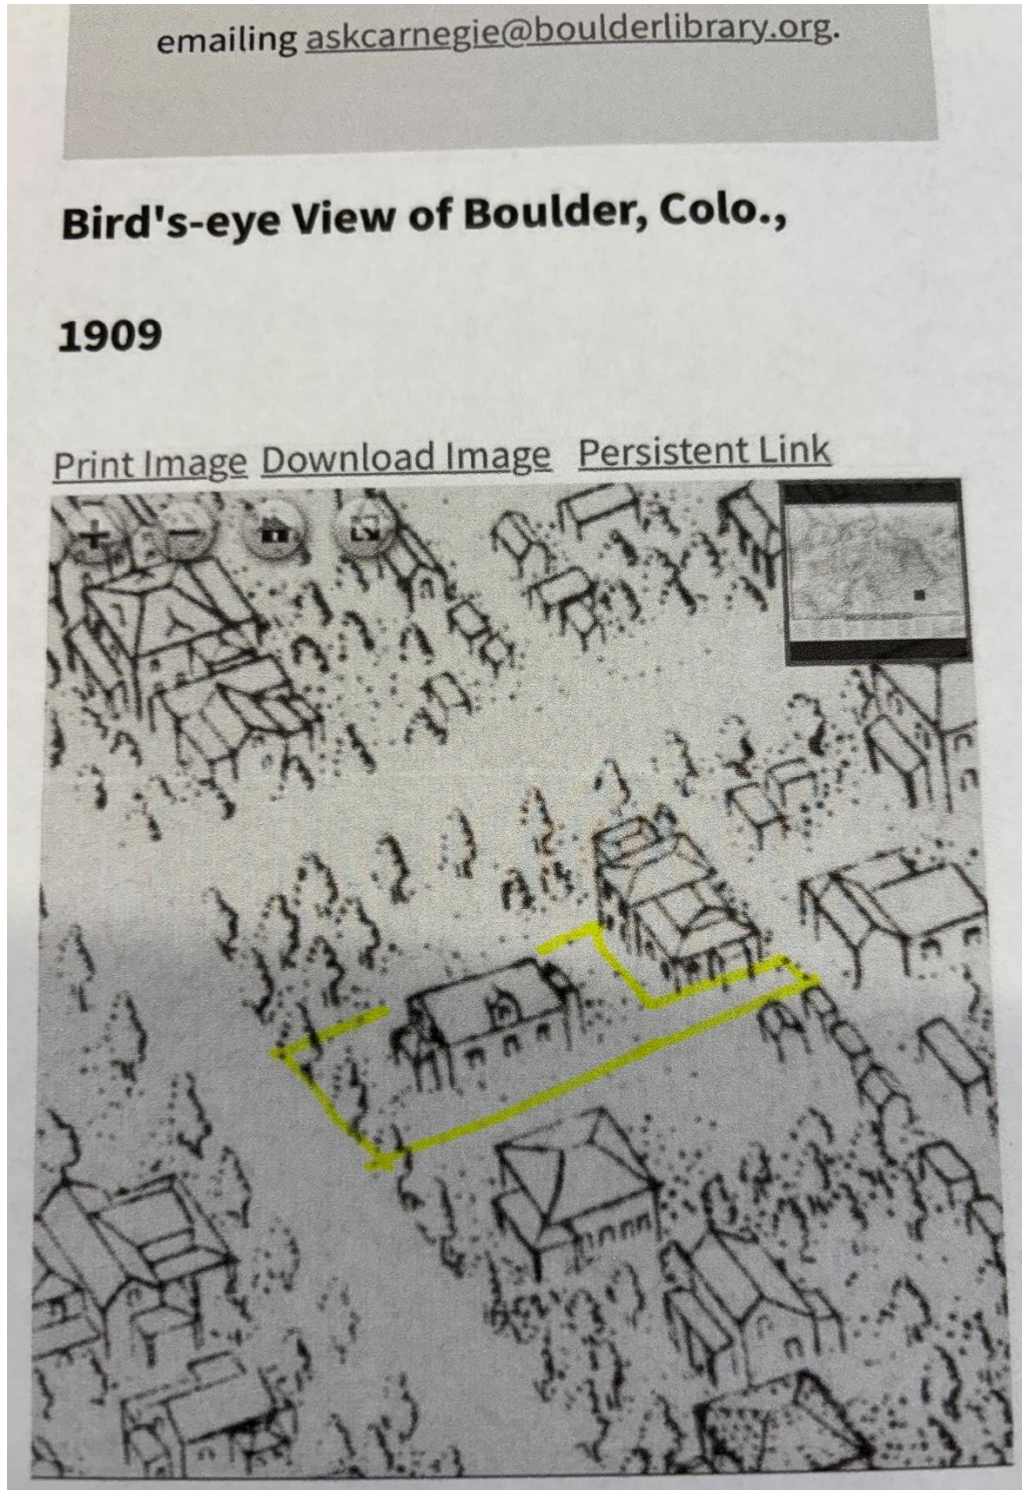 emailing askcarnegie@boulderlibrary.org.
Bird's-eye View of Boulder, Colo.,
1909
Print Image Download Image Persistent Link